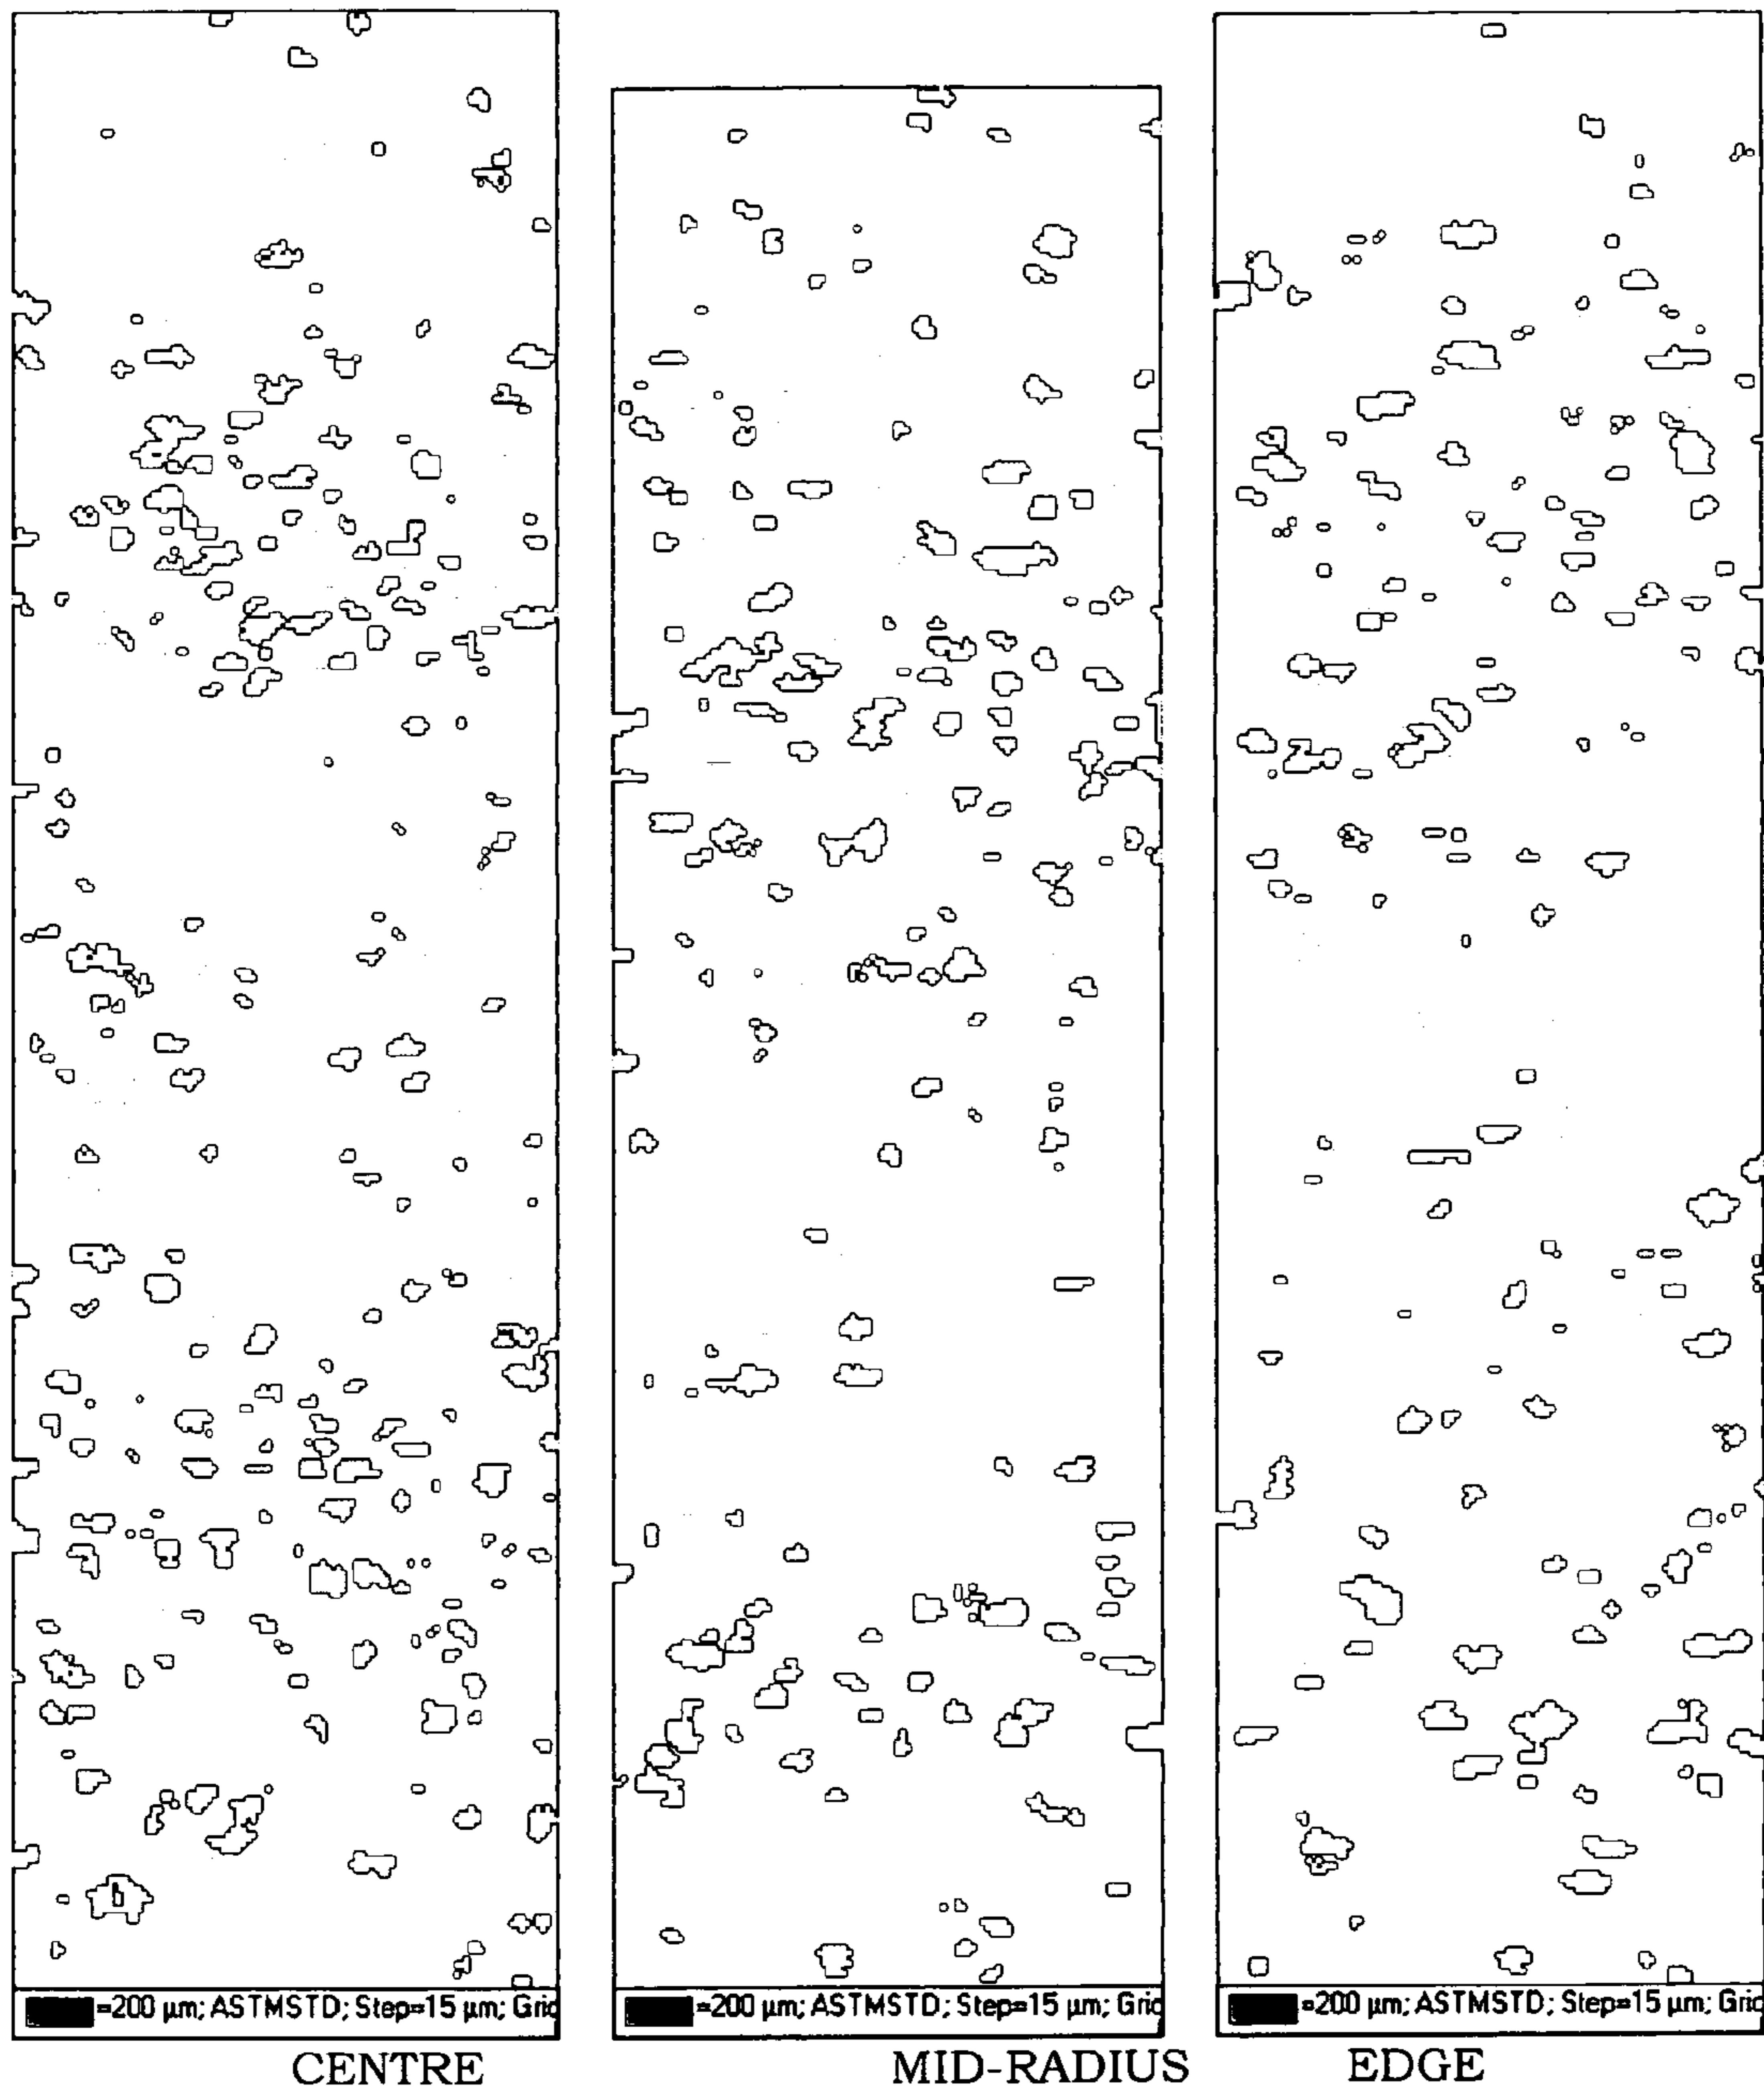 =200 µm; ASTMSTD; Step=15 µm; Grid
=200 µm; ASTMSTD; Step=15 µm; Grid
=200 µm; ASTMSTD; Step=15 µm; Grid
CENTRE
MID-RADIUS
EDGE